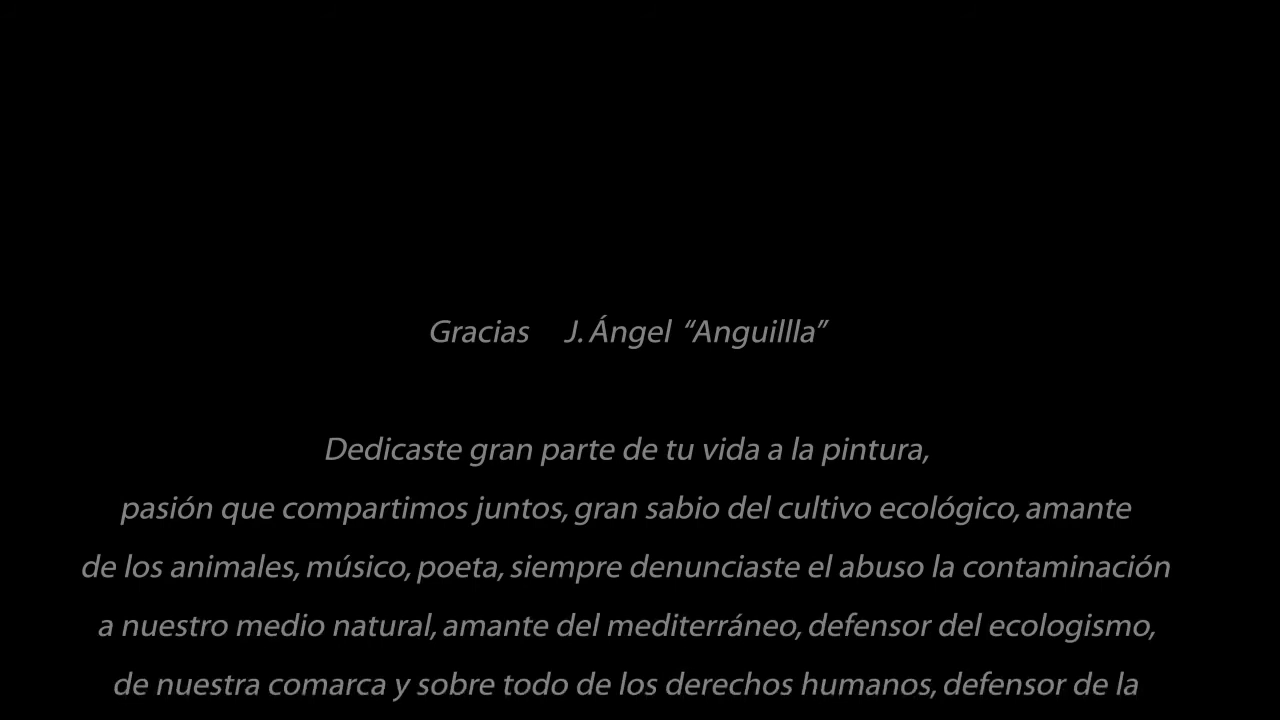 Gracias J. Ángel “Anguillla”
Dedicaste gran parte de tu vida a la pintura,
pasión que compartimos juntos, gran sabio del cultivo ecológico, amante
de los animales, músico, poeta, siempre denunciaste el abuso la contaminación
a nuestro medio natural, amante del mediterráneo, defensor del ecologismo,
de nuestra comarca y sobre todo de los derechos humanos, defensor de la